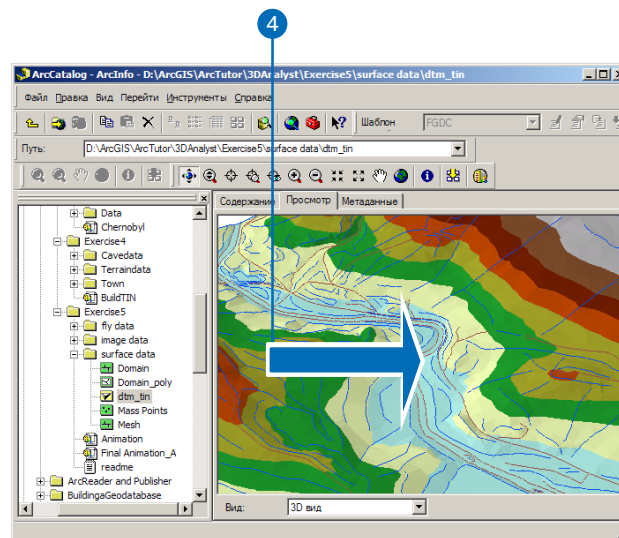 4
ArcCatalog - ArcInfo - D:\ArcGIS\ArcTutor\3DAnalyst\Exercise5\surface data\dtm_tin
Файл Правка Вид Перейти Инструменты Справка
Шаблон FGDC
Путь: D:\ArcGIS\ArcTutor\3DAnalyst\Exercise5\surface data\dtm_tin
Содержание Просмотр Метаданные
Data
Chernobyl
Exercise4
Cavedata
Terraindata
Town
BuildTIN
Exercise5
fly data
image data
surface data
Domain
Domain_poly
dtm_tin
Mass Points
Mesh
Animation
Final Animation_A
readme
ArcReader and Publisher
BuildingaGeodatabase
Вид: 3D вид